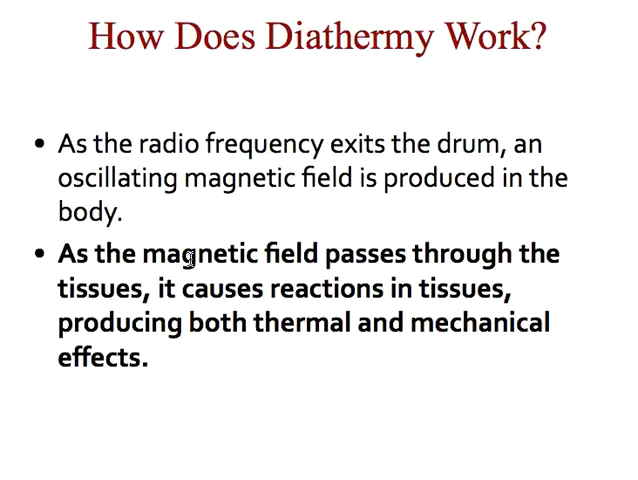 How Does Diathermy Work?
• As the radio frequency exits the drum, an
oscillating magnetic field is produced in the
body.
• As the magnetic field passes through the
tissues, it causes reactions in tissues,
producing both thermal and mechanical
effects.